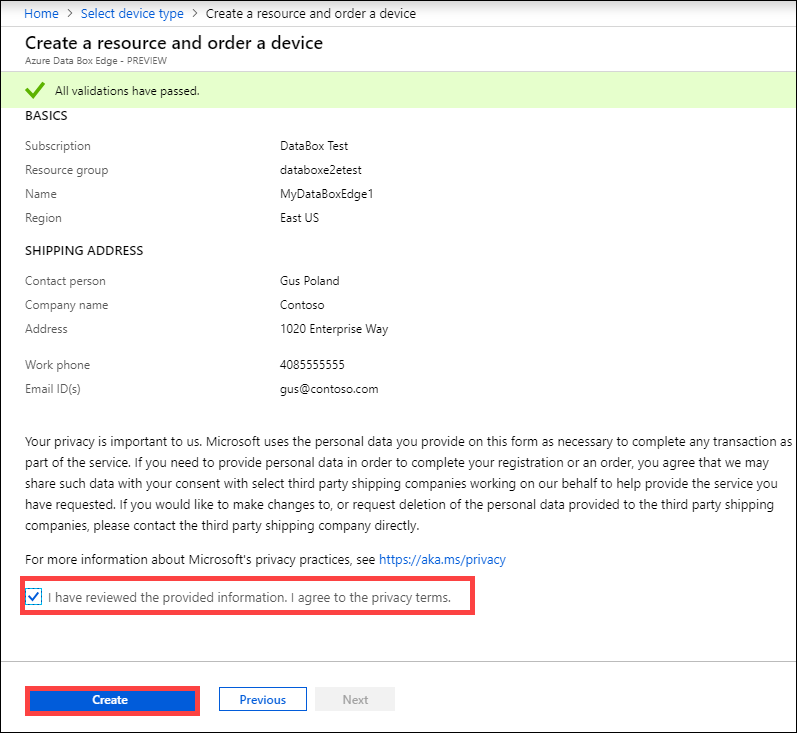 Home > Select device type > Create a resource and order a device
Create a resource and order a device
Azure Data Box Edge - PREVIEW
All validations have passed.
BASICS
Subscription DataBox Test
Resource group databoxe2etest
Name MyDataBoxEdge1
Region East US
SHIPPING ADDRESS
Contact person Gus Poland
Company name Contoso
Address 1020 Enterprise Way
Work phone 4085555555
Email ID(s) gus@contoso.com
Your privacy is important to us. Microsoft uses the personal data you provide on this form as necessary to complete any transaction as
part of the service. If you need to provide personal data in order to complete your registration or an order, you agree that we may
share such data with your consent with select third party shipping companies working on our behalf to help provide the service you
have requested. If you would like to make changes to, or request deletion of the personal data provided to the third party shipping
companies, please contact the third party shipping company directly.
For more information about Microsoft's privacy practices, see https://aka.ms/privacy
I have reviewed the provided information. I agree to the privacy terms.
Create Previous Next